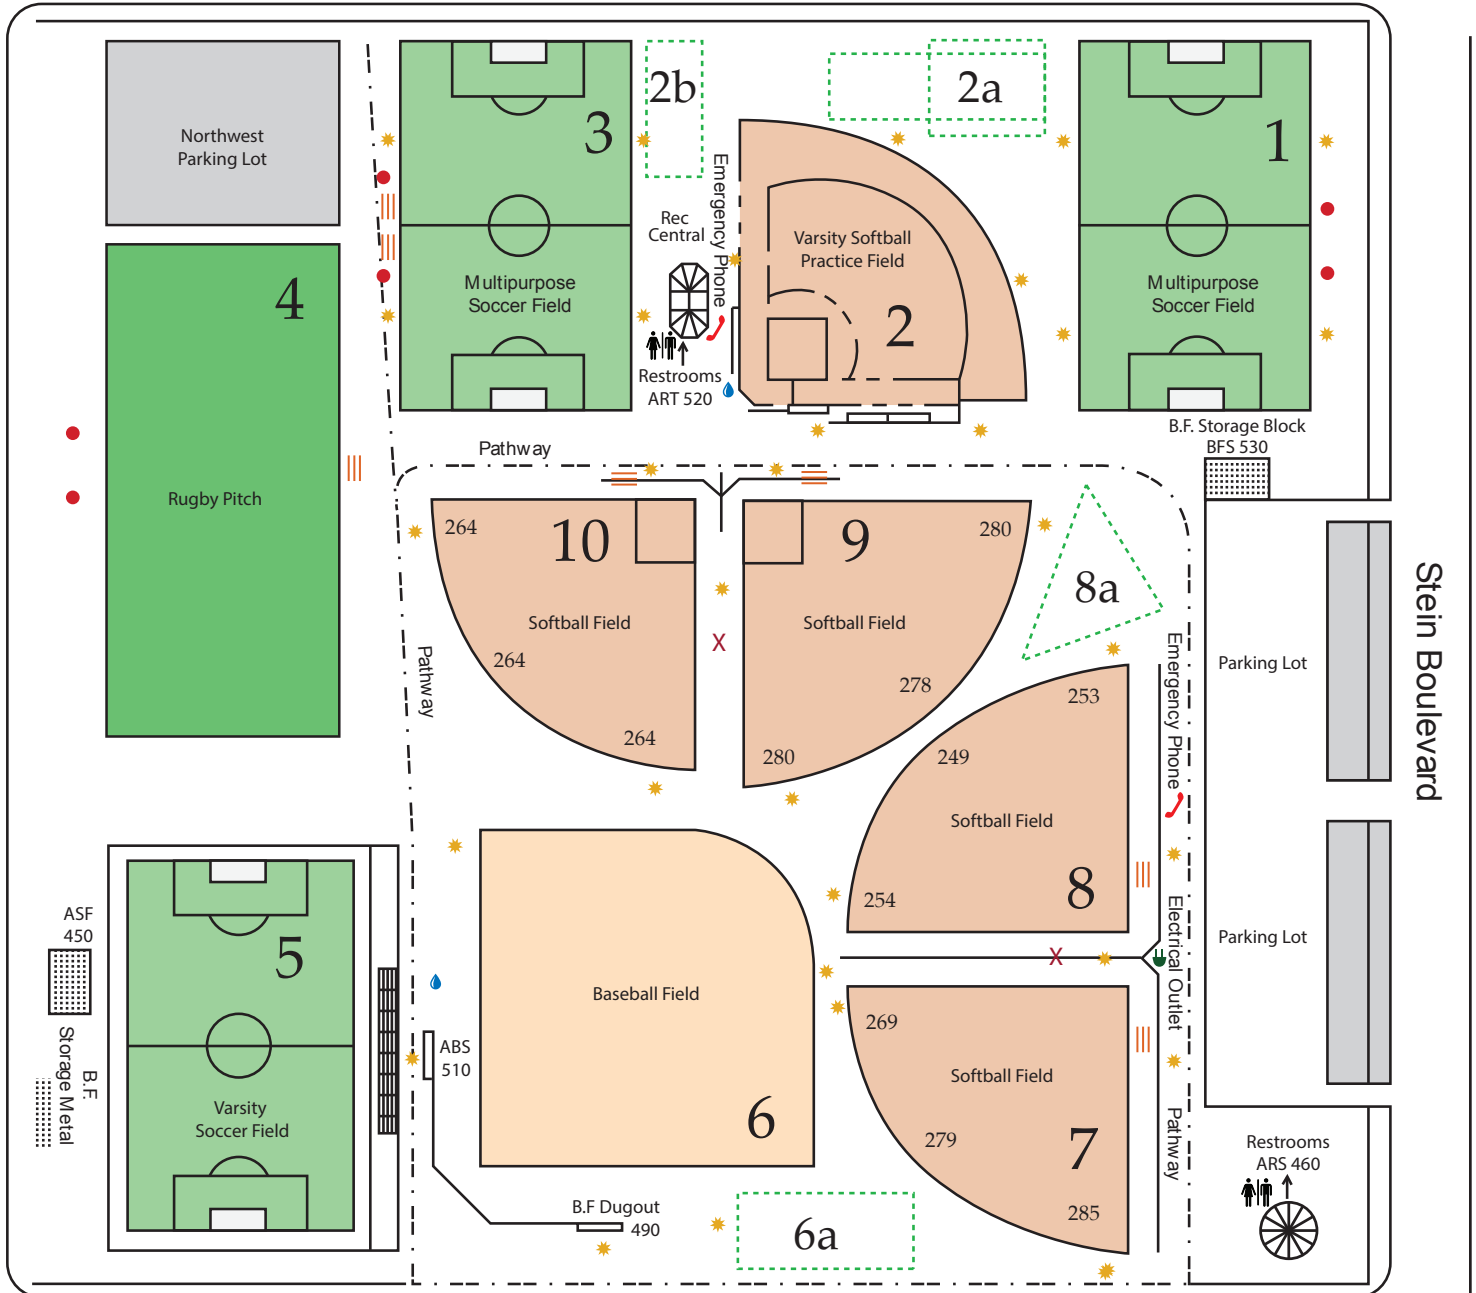 Northwest
Parking Lot
3
2b
2a
1
Multipurpose
Soccer Field
Rec
Central
Emergency Phone
Varsity Softball
Practice Field
2
Multipurpose
Soccer Field
Restrooms
ART 520
4
Rugby Pitch
Pathway
B.F. Storage Block
BFS 530
264
10
Softball Field
264
264
9
280
Softball Field
278
280
X
8a
Pathway
Emergency Phone
Parking Lot
Stein Boulevard
253
249
Softball Field
254
8
Electrical Outlet
Parking Lot
X
ASF
450
5
Varsity
Soccer Field
B.F.
Storage Metal
ABS
510
Baseball Field
6
269
Softball Field
279
7
285
Pathway
Restrooms
ARS 460
B.F Dugout
490
6a